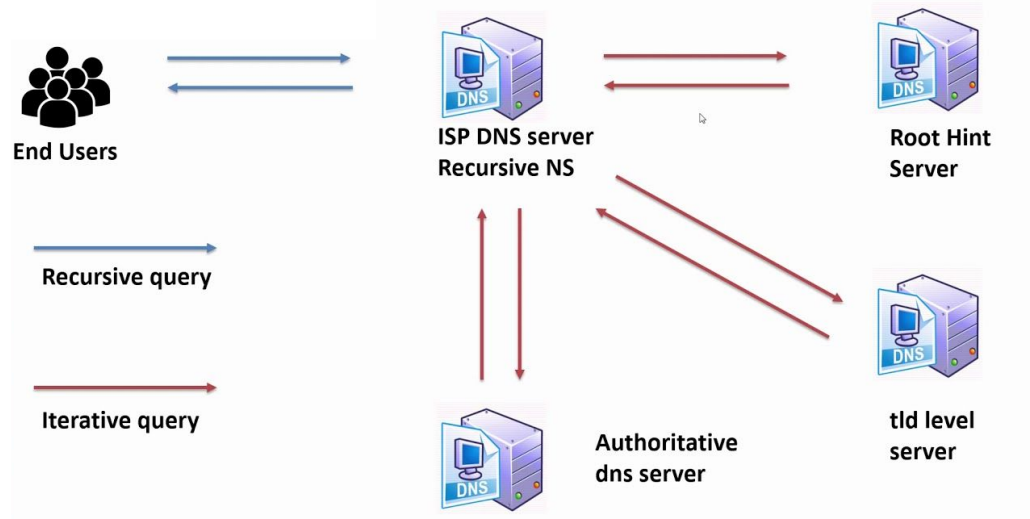 DNS
DNS
End Users
ISP DNS server
Recursive NS
Root Hint
Server
Recursive query
DNS
Iterative query
DNS
Authoritative
dns server
tld level
server